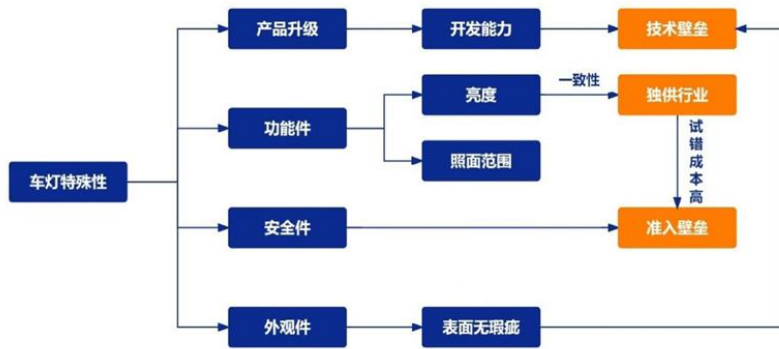 产品升级
开发能力
技术壁垒
亮度
一致性
独供行业
功能件
试错成本高
照面范围
车灯特殊性
安全件
准入壁垒
外观件
表面无瑕疵